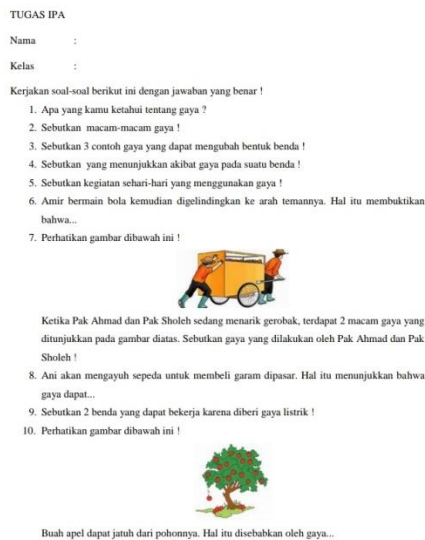 TUGAS IPA
Nama :
Kelas :
Kerjakan soal-soal berikut ini dengan jawaban yang benar !
1. Apa yang kamu ketahui tentang gaya ?
2. Sebutkan macam-macam gaya !
3. Sebutkan 3 contoh gaya yang dapat mengubah bentuk benda !
4. Sebutkan yang menunjukkan akibat gaya pada suatu benda !
5. Sebutkan kegiatan sehari-hari yang menggunakan gaya !
6. Amir bermain bola kemudian digelindingkan ke arah temannya. Hal itu membuktikan
bahwa...
7. Perhatikan gambar dibawah ini !
Ketika Pak Ahmad dan Pak Sholeh sedang menarik gerobak, terdapat 2 macam gaya yang
ditunjukkan pada gambar diatas. Sebutkan gaya yang dilakukan oleh Pak Ahmad dan Pak
Sholeh !
8. Ani akan mengayuh sepeda untuk membeli garam dipasar. Hal itu menunjukkan bahwa
gaya dapat...
9. Sebutkan 2 benda yang dapat bekerja karena diberi gaya listrik !
10. Perhatikan gambar dibawah ini !
Buah apel dapat jatuh dari pohonnya. Hal itu disebabkan oleh gaya...